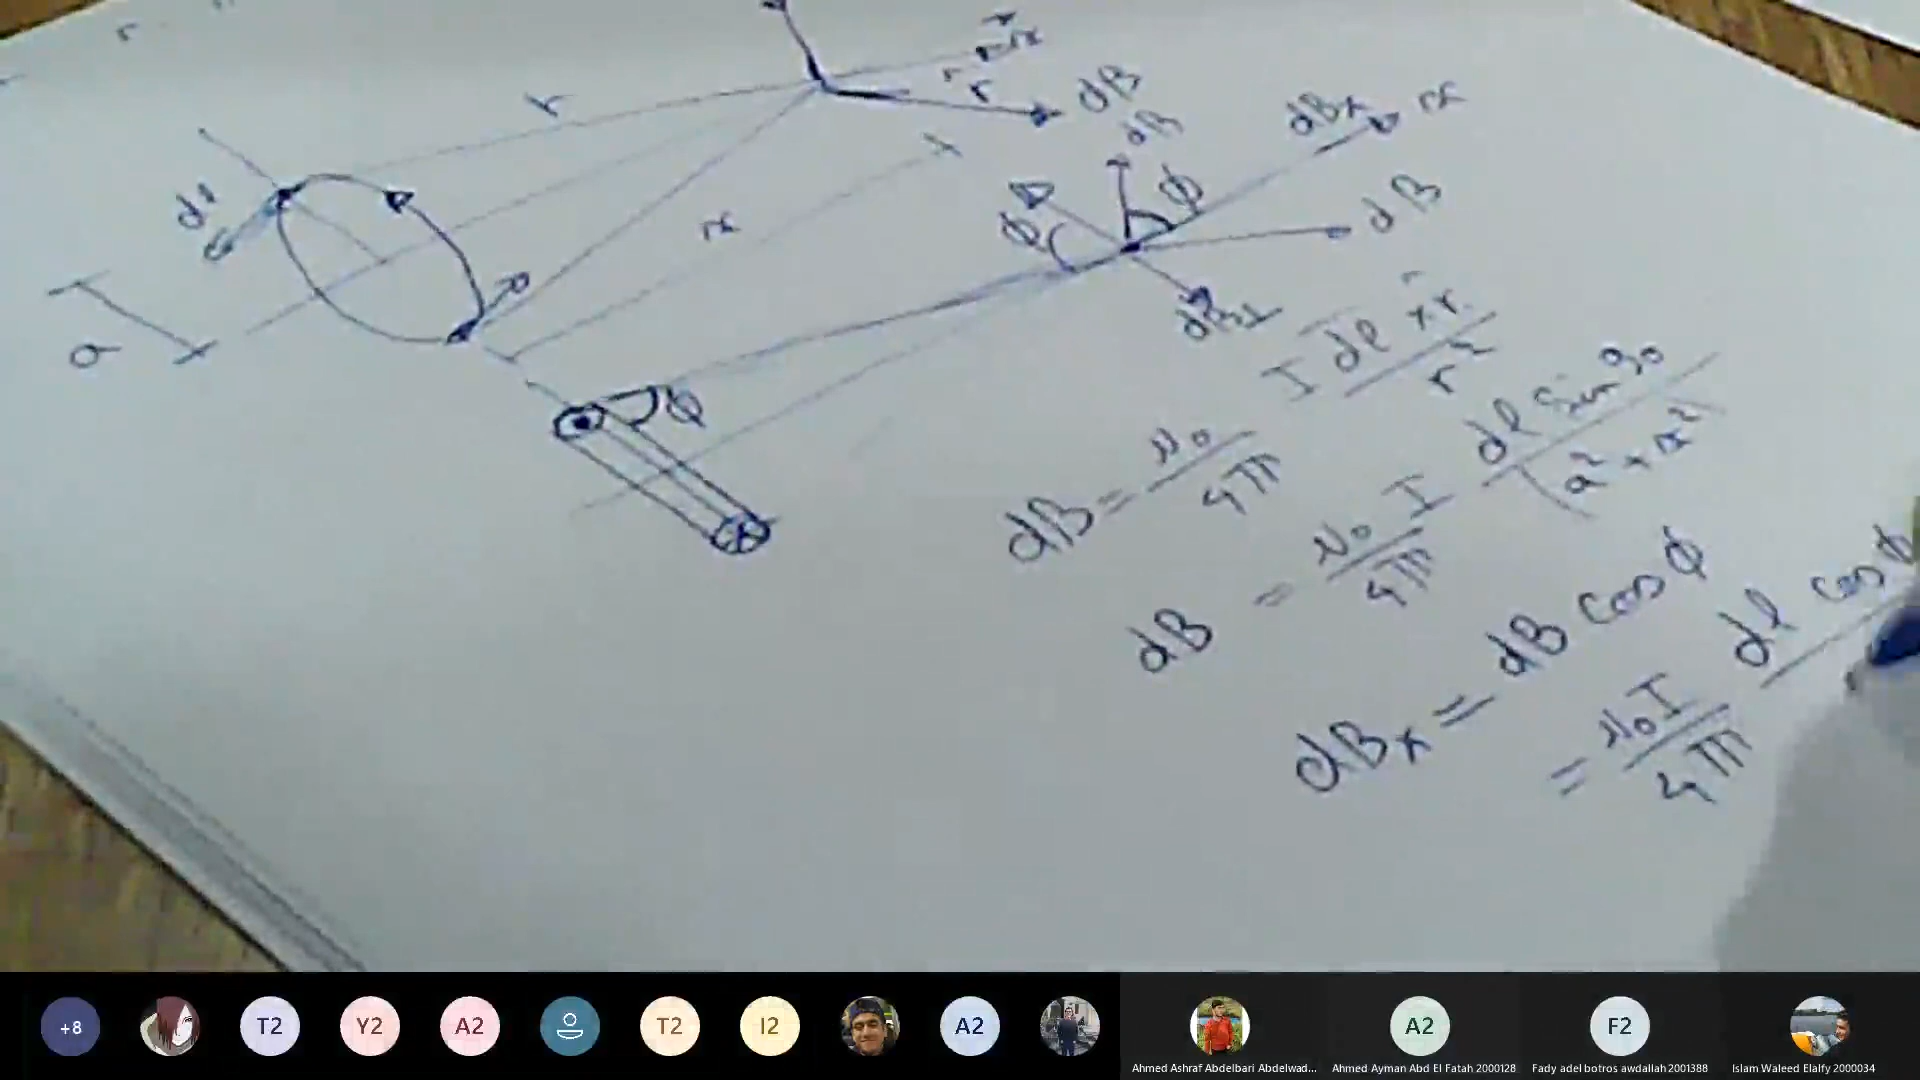 r
r
x
r
r
dB
dB
dBx
x
dl
φ
φ
dB
x
a
dB⊥
φ
dB = μ₀/4π I dl × r̂ / r²
dB = μ₀/4π I dl sin 90 / (a² + x²)
dBx = dB cos φ
= μ₀I/4π dl cos φ
+8
T2
Y2
A2
T2
I2
A2
A2
F2
Ahmed Ashraf Abdelbari Abdelwad...
Ahmed Ayman Abd El Fatah 2000128
Fady adel botros awdallah 2001388
Islam Waleed Elalfy 2000034